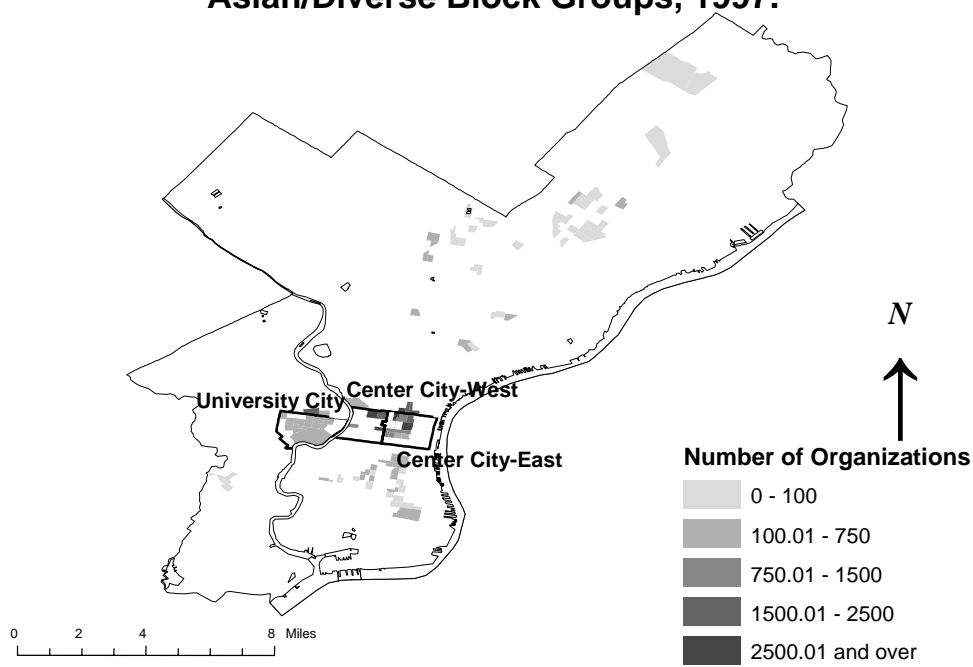 Asian/Diverse Block Groups, 1997.
N
Center City-West
University City
Center City-East
Number of Organizations
0 - 100
100.01 - 750
750.01 - 1500
1500.01 - 2500
2500.01 and over
0 2 4 8 Miles